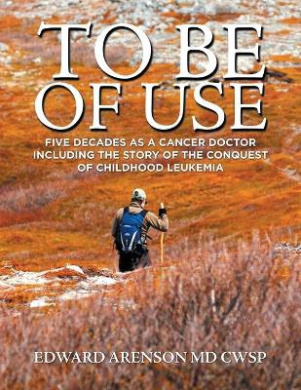 TO BE
OF USE
FIVE DECADES AS A CANCER DOCTOR
INCLUDING THE STORY OF THE CONQUEST
OF CHILDHOOD LEUKEMIA
EDWARD ARENSON MD CWSP